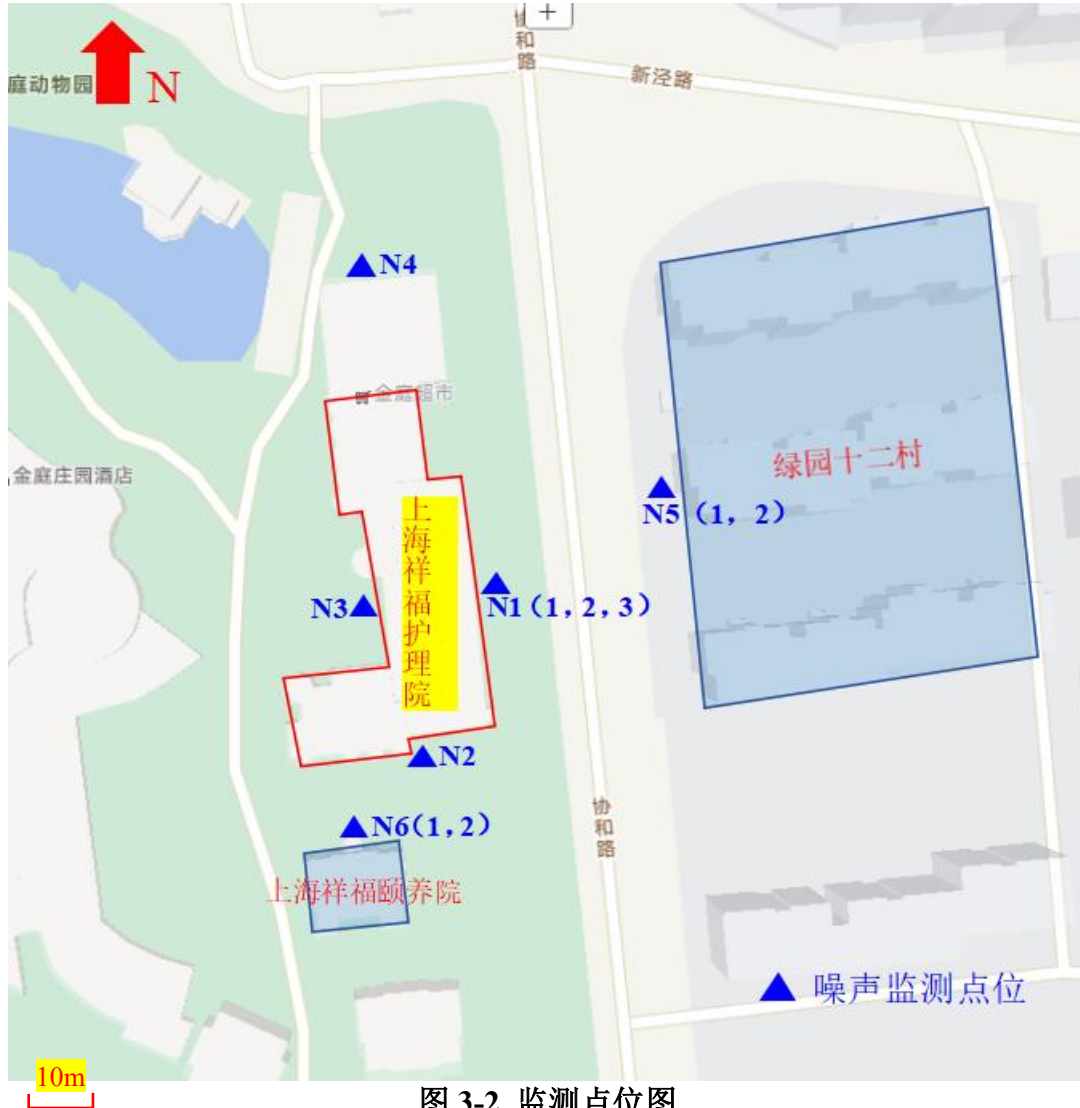 协
和
路
+
新泾路
庭动物园
N
N4
金庭超市
金庭庄园酒店
绿园十二村
上
海
祥
福
护
理
院
N5（1，2）
N3
N1（1，2，3）
N2
协
和
路
N6(1，2）
上海祥福颐养院
噪声监测点位
10m
图 3-2 监测点位图